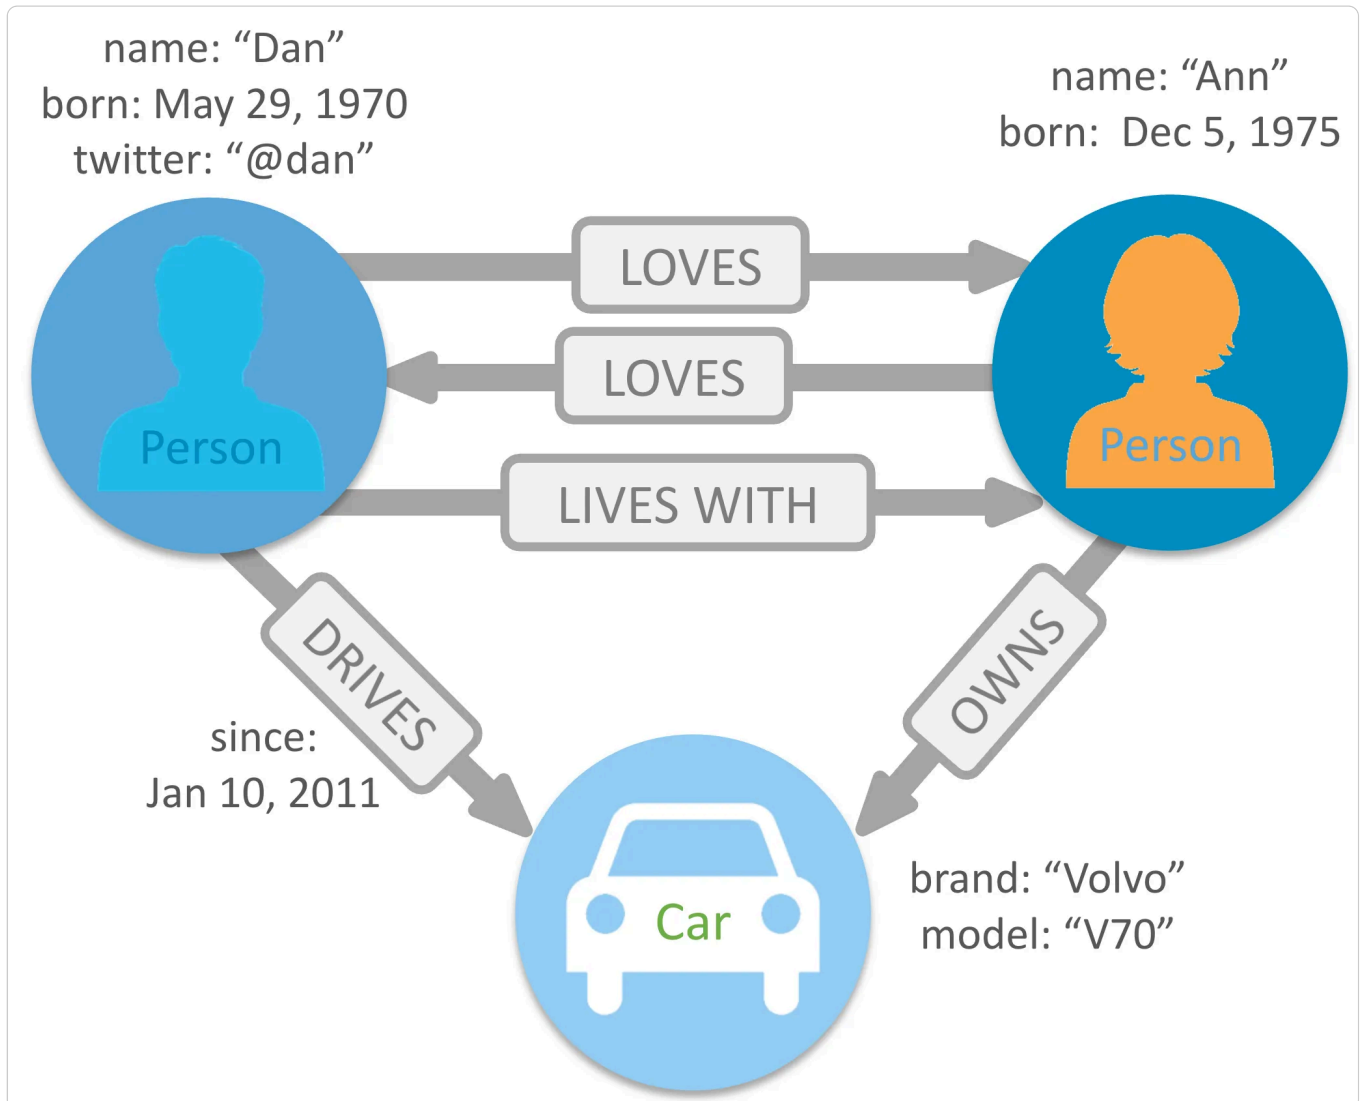 name: “Dan”
born: May 29, 1970
twitter: “@dan”
name: “Ann”
born:  Dec 5, 1975
LOVES
LOVES
Person
Person
LIVES WITH
DRIVES
OWNS
since:
Jan 10, 2011
Car
brand: “Volvo”
model: “V70”